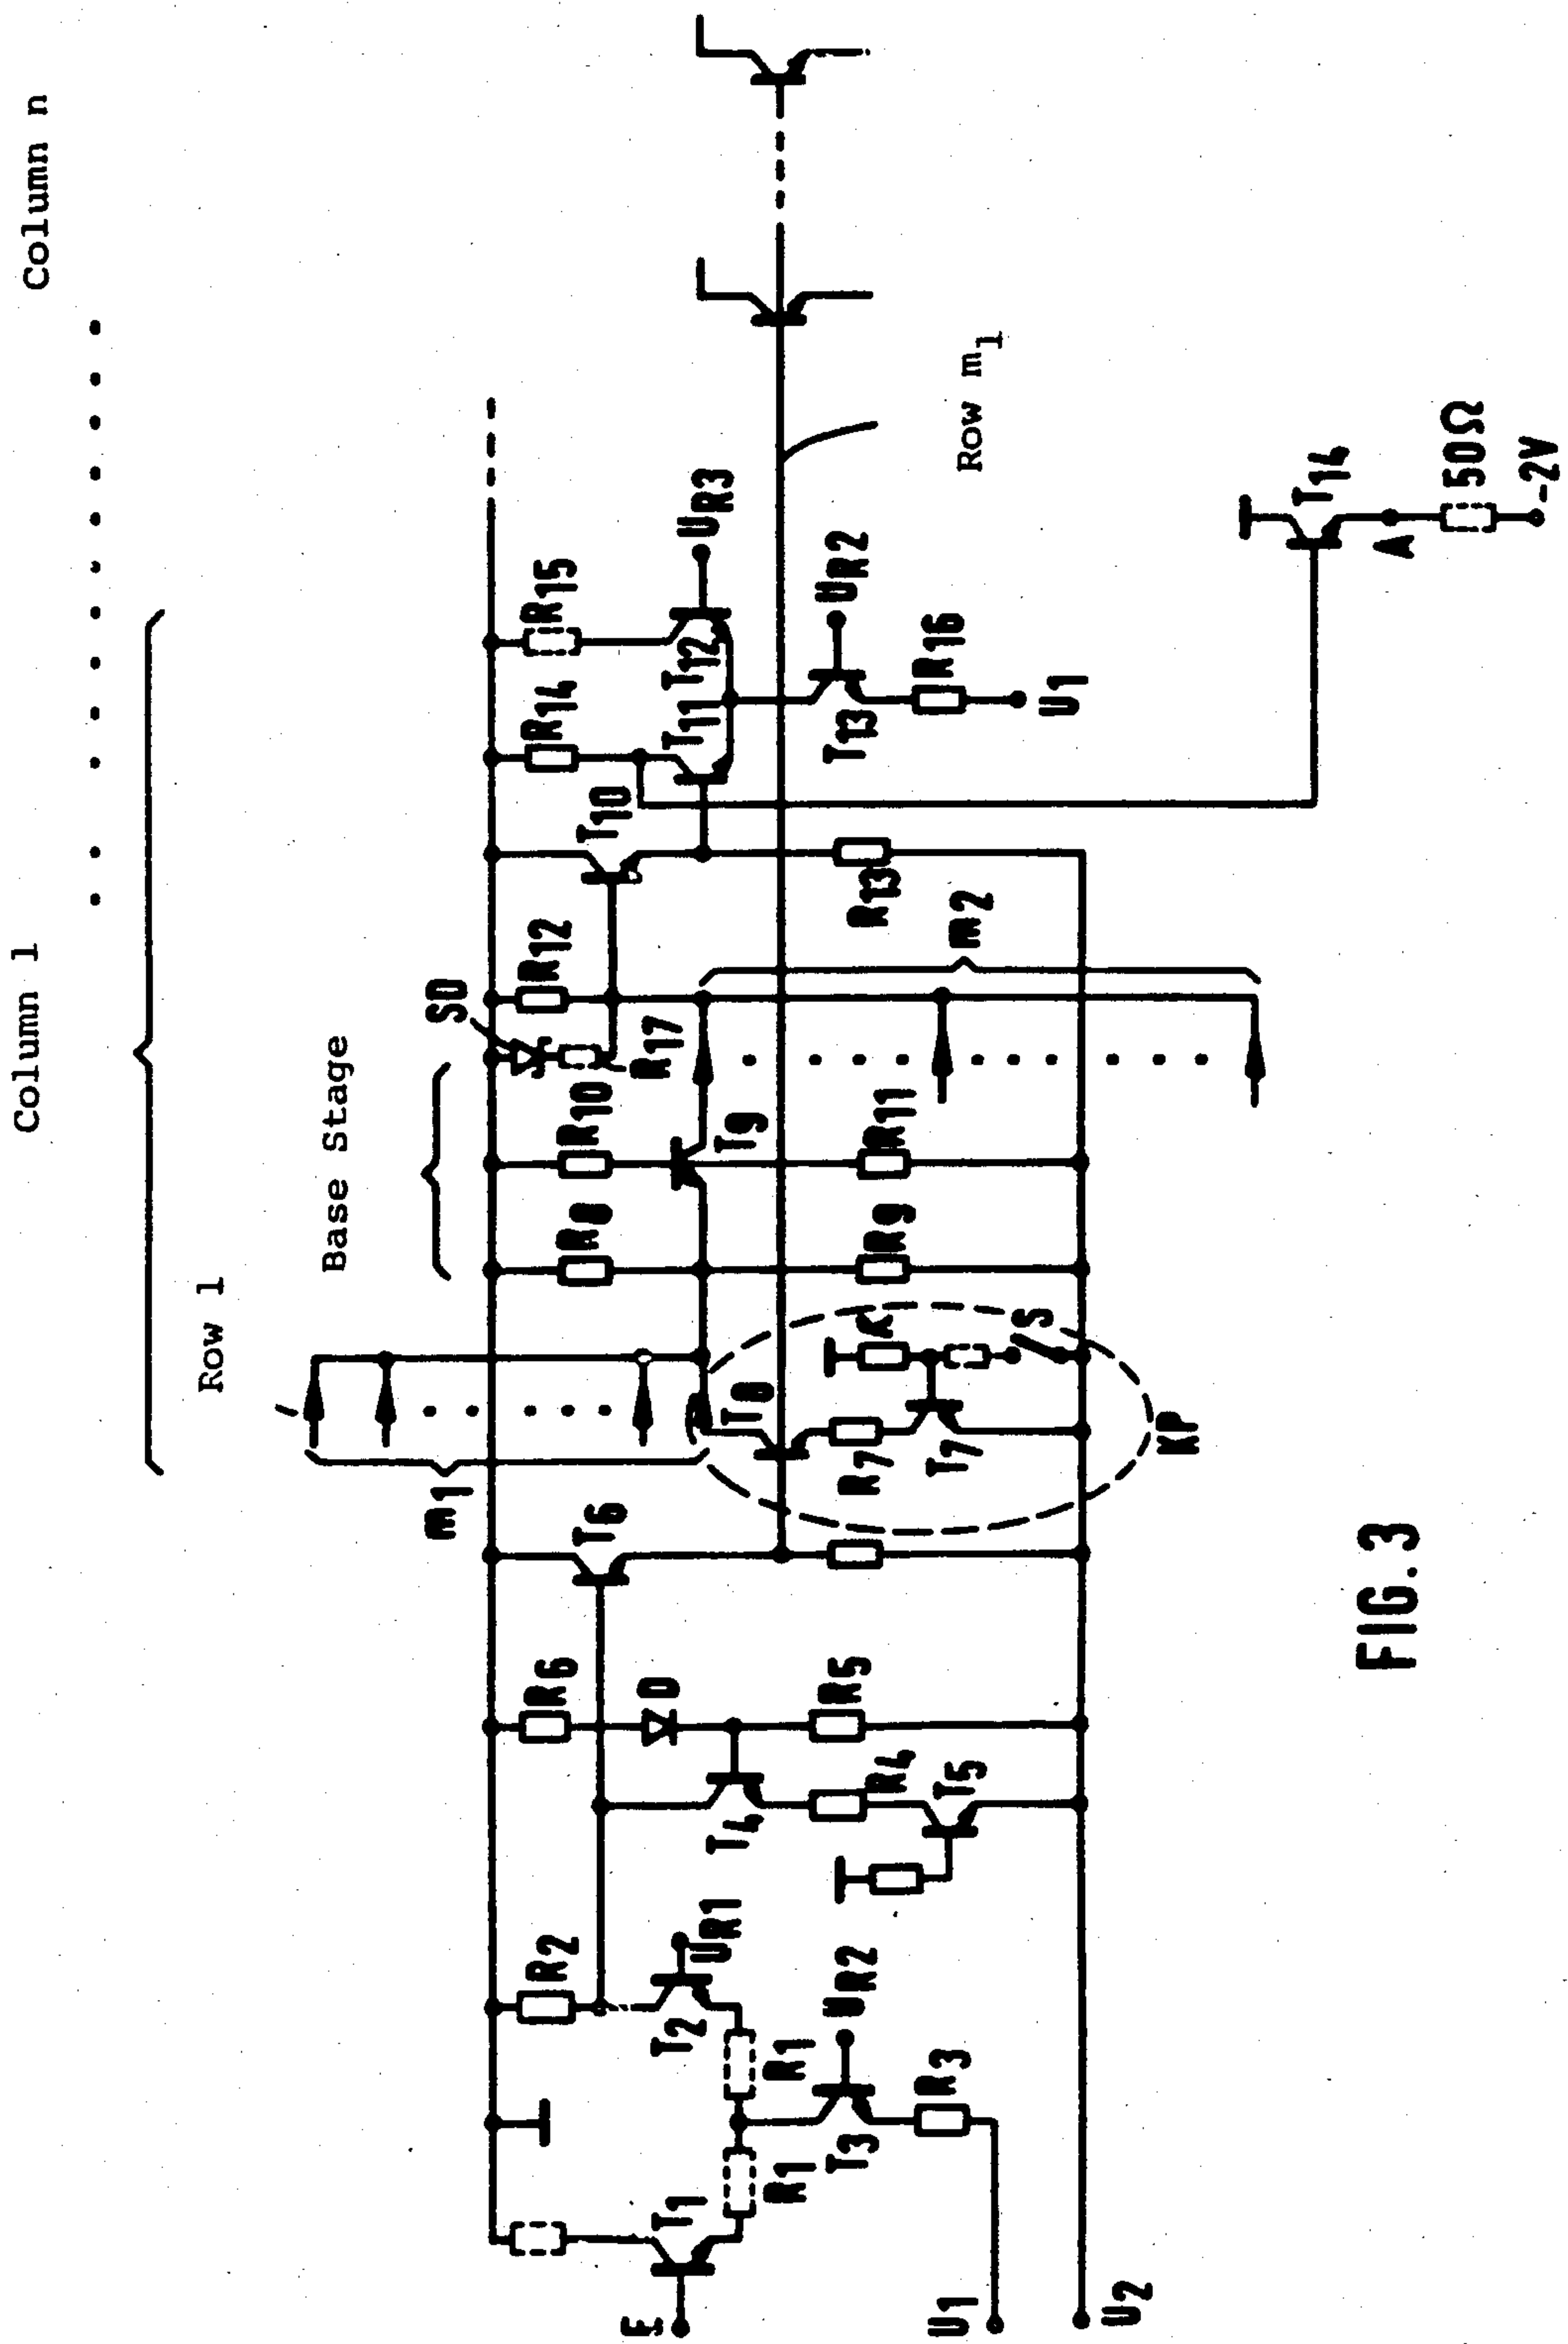 Column 1
Column n
Row 1
Base Stage
m1
SD
R2
R6
T6
R8
R10
R17
R12
T10
R14
R15
E
T1
T2
UR1
D
T8
T9
T11
T12
UR3
R1
R1
T3
UR2
T4
R4
R5
T5
R7
T7
R
S
KP
R9
R11
m2
R13
T13
UR2
R16
U1
Row m1
R3
U1
U2
T14
A
50Ω
-2V
FIG. 3